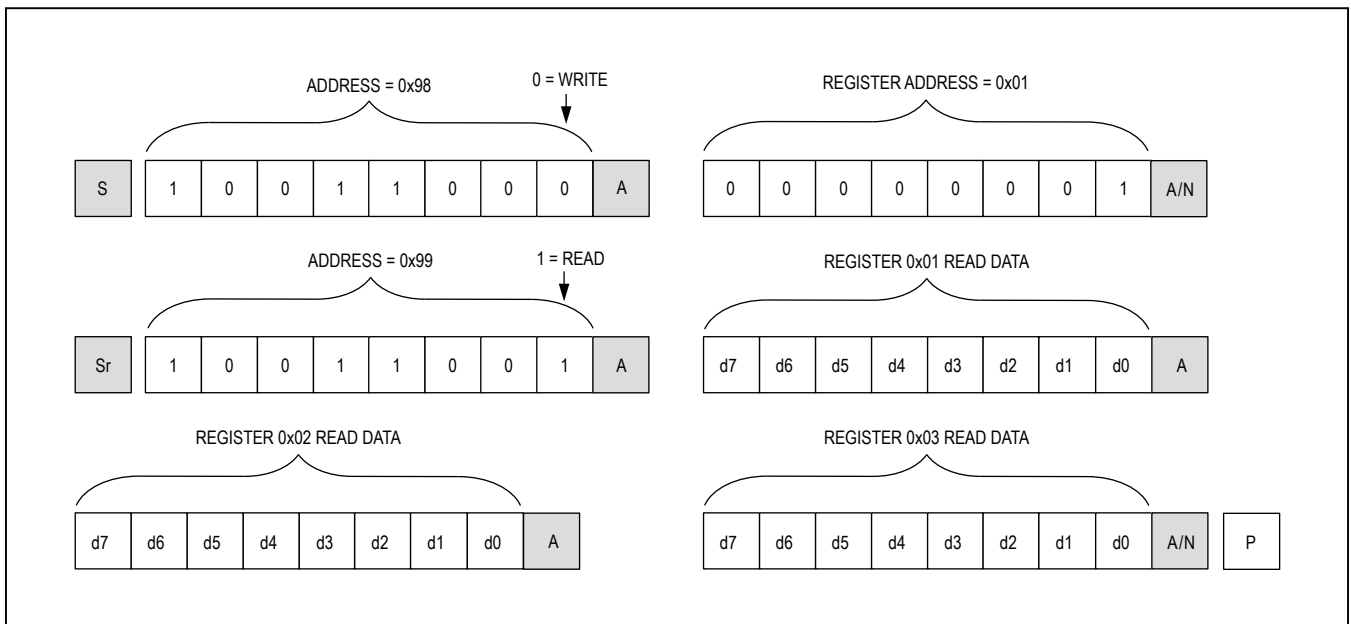 ADDRESS = 0x98 0 = WRITE REGISTER ADDRESS = 0x01
S 1 0 0 1 1 0 0 0 A 0 0 0 0 0 0 0 1 A/N
ADDRESS = 0x99 1 = READ REGISTER 0x01 READ DATA
Sr 1 0 0 1 1 0 0 1 A d7 d6 d5 d4 d3 d2 d1 d0 A
REGISTER 0x02 READ DATA REGISTER 0x03 READ DATA
d7 d6 d5 d4 d3 d2 d1 d0 A d7 d6 d5 d4 d3 d2 d1 d0 A/N P